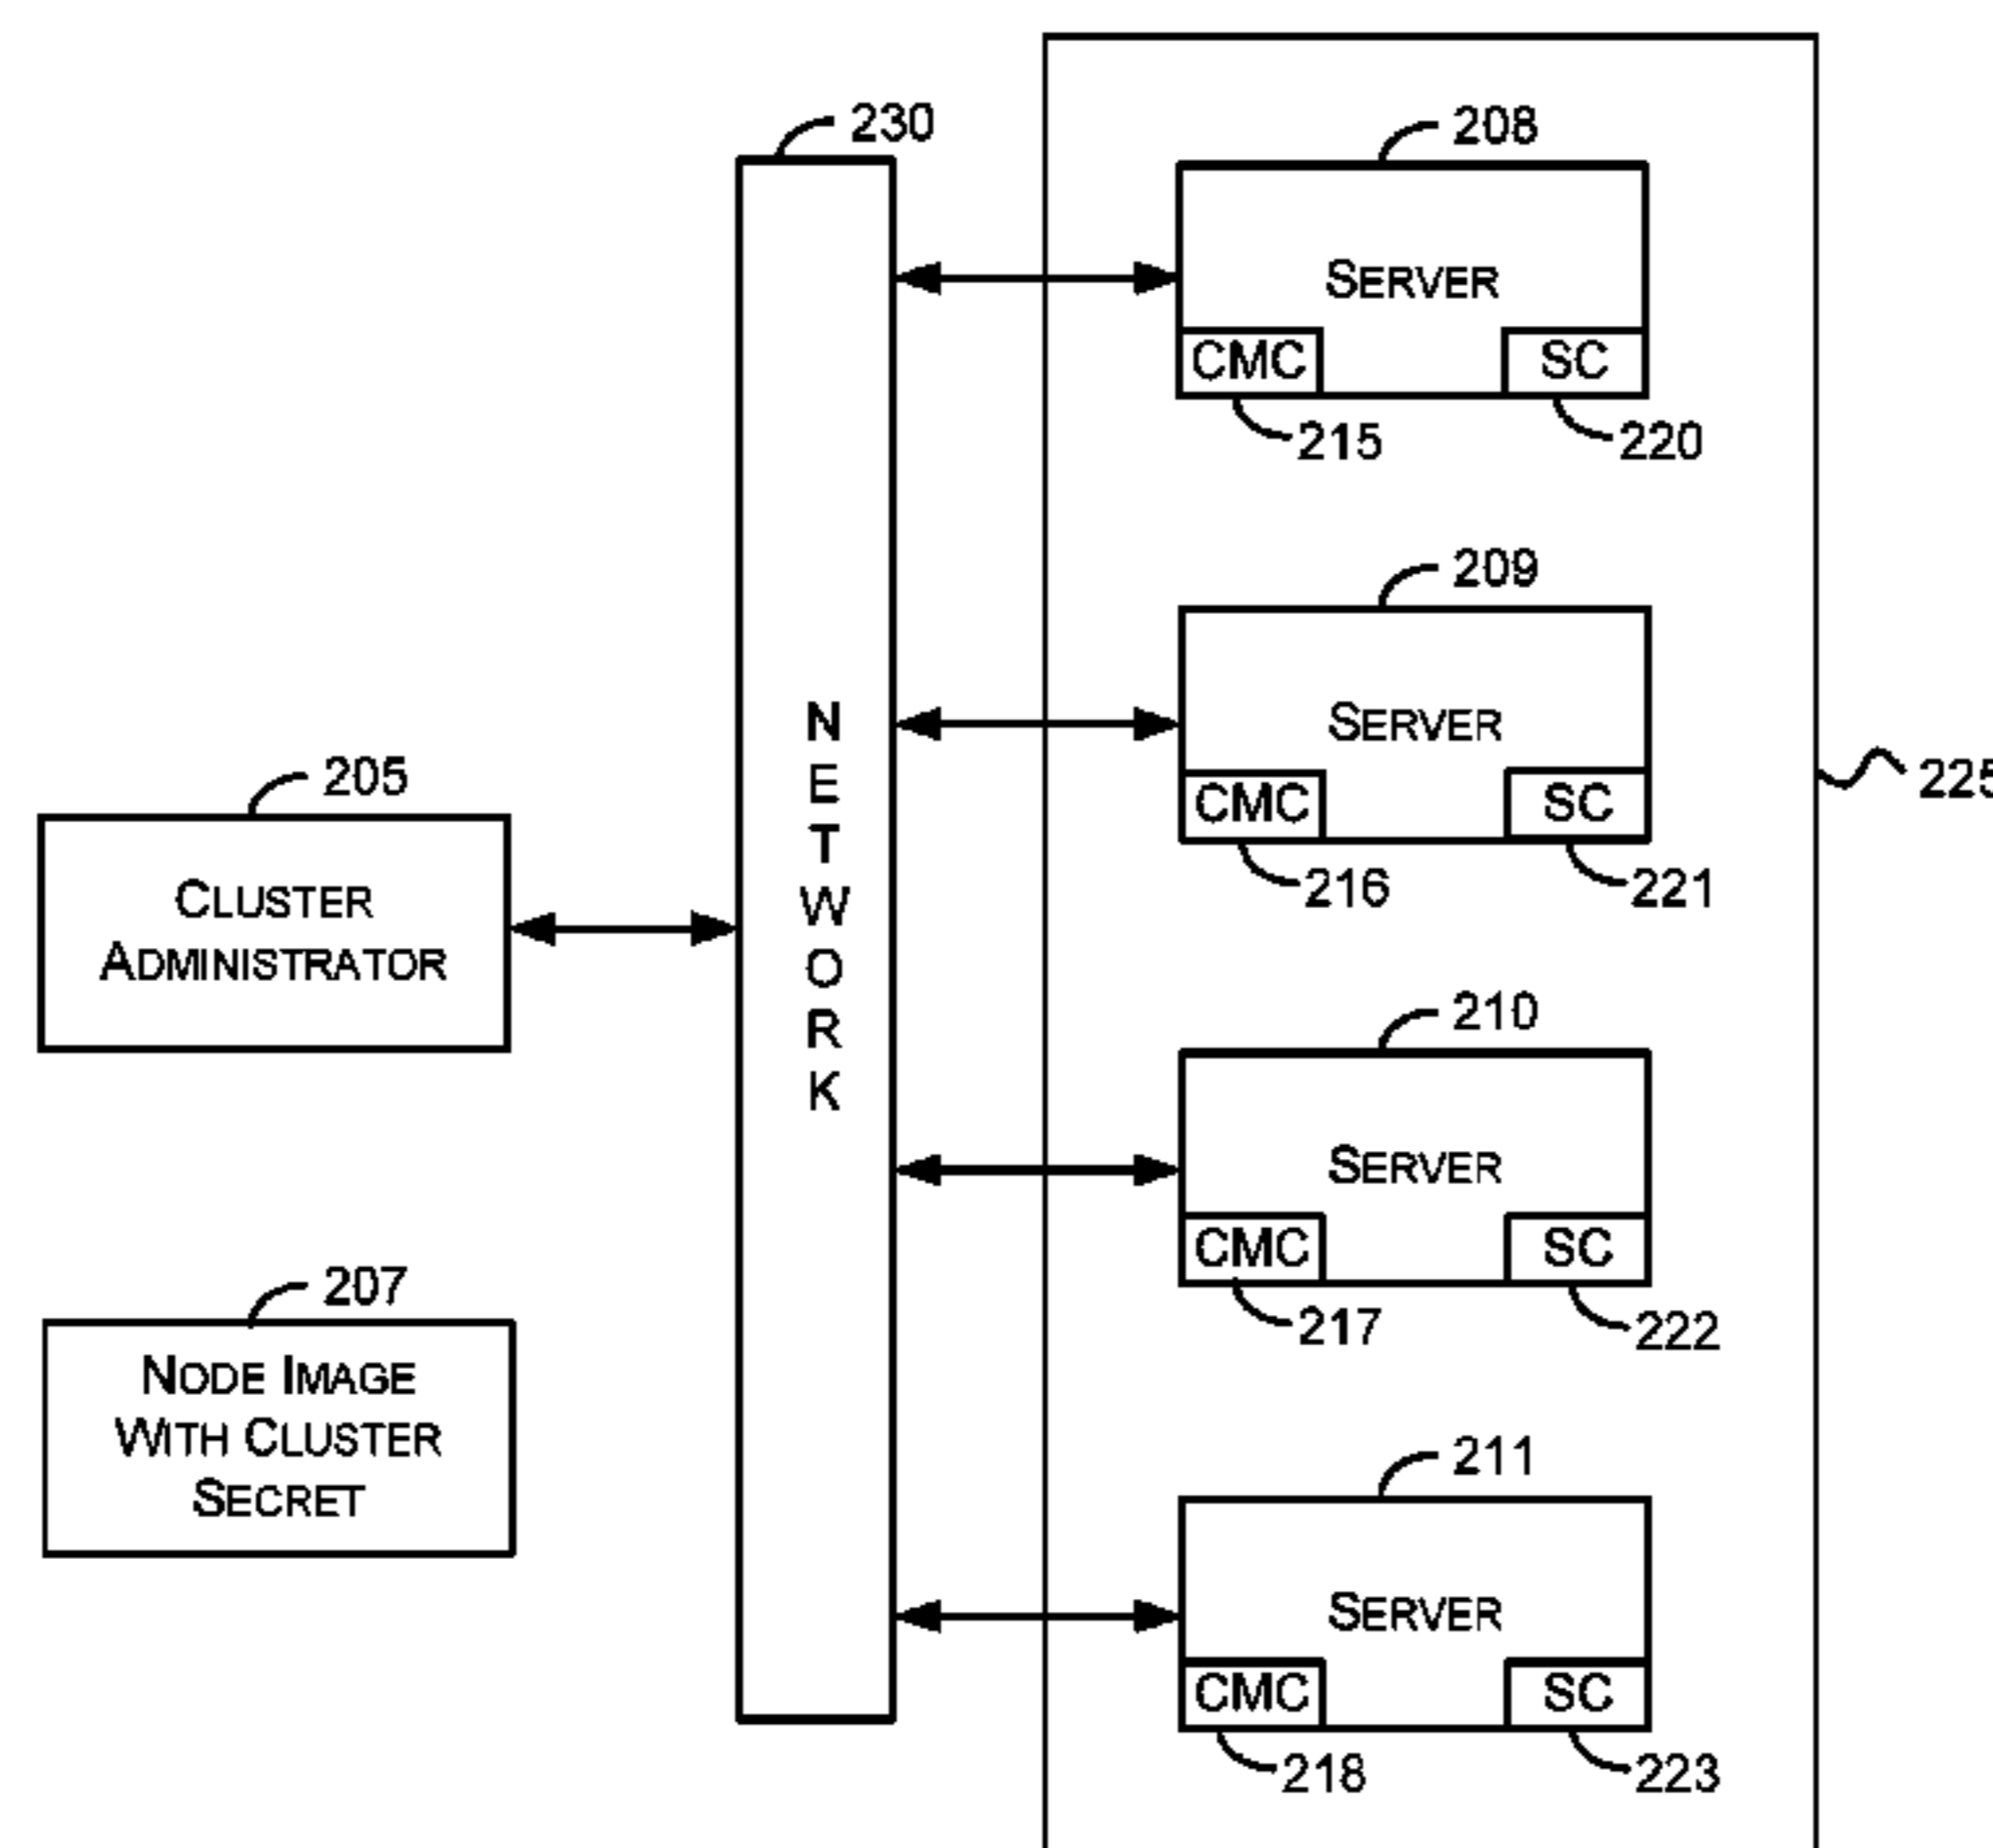 230
208
SERVER
CMC
SC
215
220
209
SERVER
CMC
SC
216
221
225
205
CLUSTER
ADMINISTRATOR
NETWORK
210
SERVER
CMC
SC
217
222
207
NODE IMAGE
WITH CLUSTER
SECRET
211
SERVER
CMC
SC
218
223